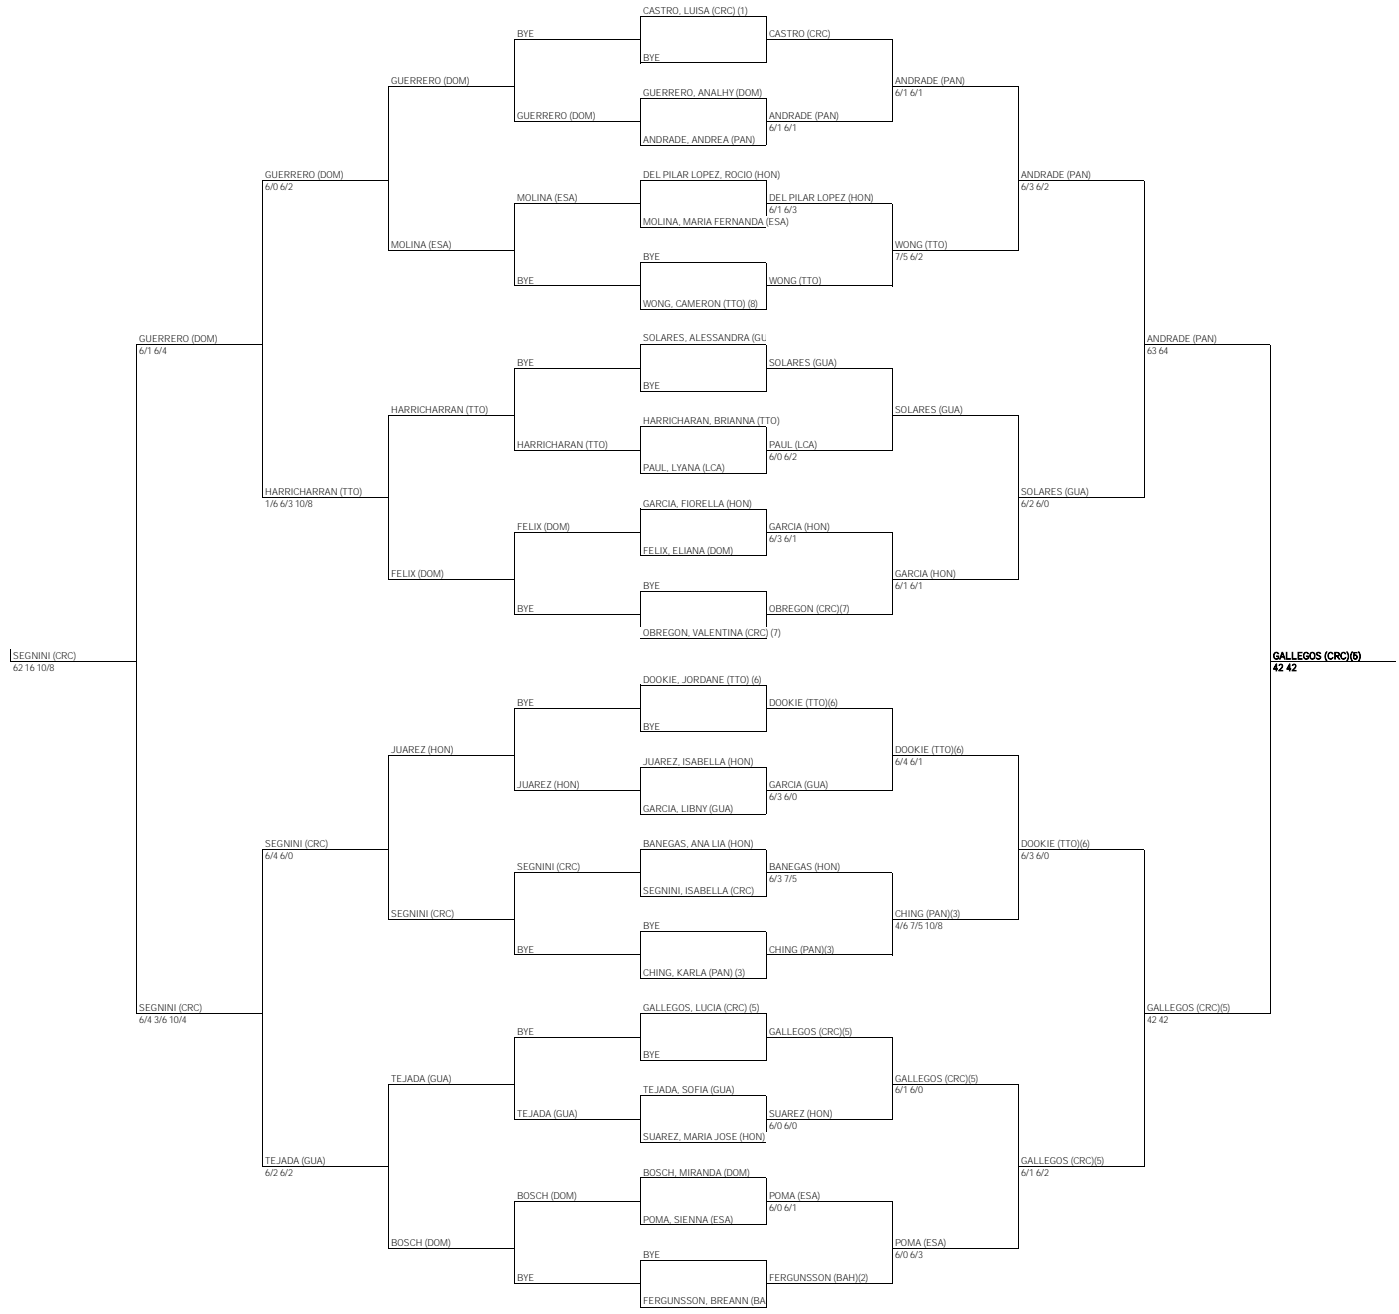 CASTRO, LUISA (CRC) (1)
BYE
CASTRO (CRC)
BYE
GUERRERO (DOM)
ANDRADE (PAN)
6/1 6/1
GUERRERO, ANALHY (DOM)
GUERRERO (DOM)
ANDRADE (PAN)
6/1 6/1
ANDRADE, ANDREA (PAN)
GUERRERO (DOM)
6/0 6/2
DEL PILAR LOPEZ, ROCIO (HON)
ANDRADE (PAN)
6/3 6/2
MOLINA (ESA)
DEL PILAR LOPEZ (HON)
6/1 6/3
MOLINA, MARIA FERNANDA (ESA)
MOLINA (ESA)
WONG (TTO)
7/5 6/2
BYE
BYE
WONG (TTO)
WONG, CAMERON (TTO) (8)
GUERRERO (DOM)
6/1 6/4
SOLARES, ALESSANDRA (GU
ANDRADE (PAN)
63 64
BYE
SOLARES (GUA)
BYE
HARRICHARRAN (TTO)
SOLARES (GUA)
HARRICHARAN, BRIANNA (TTO)
HARRICHARAN (TTO)
PAUL (LCA)
6/0 6/2
PAUL, LYANA (LCA)
HARRICHARRAN (TTO)
1/6 6/3 10/8
SOLARES (GUA)
6/2 6/0
GARCIA, FIORELLA (HON)
FELIX (DOM)
GARCIA (HON)
6/3 6/1
FELIX, ELIANA (DOM)
FELIX (DOM)
GARCIA (HON)
6/1 6/1
BYE
BYE
OBREGON (CRC)(7)
OBREGON, VALENTINA (CRC) (7)
SEGNINI (CRC)
62 16 10/8
GALLEGOS (CRC)(5)
42 42
DOOKIE, JORDANE (TTO) (6)
BYE
DOOKIE (TTO)(6)
BYE
JUAREZ (HON)
DOOKIE (TTO)(6)
6/4 6/1
JUAREZ, ISABELLA (HON)
JUAREZ (HON)
GARCIA (GUA)
6/3 6/0
GARCIA, LIBNY (GUA)
SEGNINI (CRC)
6/4 6/0
BANEGAS, ANA LIA (HON)
DOOKIE (TTO)(6)
6/3 6/0
SEGNINI (CRC)
BANEGAS (HON)
6/3 7/5
SEGNINI, ISABELLA (CRC)
SEGNINI (CRC)
CHING (PAN)(3)
4/6 7/5 10/8
BYE
BYE
CHING (PAN)(3)
CHING, KARLA (PAN) (3)
SEGNINI (CRC)
6/4 3/6 10/4
GALLEGOS, LUCIA (CRC) (5)
GALLEGOS (CRC)(5)
42 42
BYE
GALLEGOS (CRC)(5)
BYE
TEJADA (GUA)
GALLEGOS (CRC)(5)
6/1 6/0
TEJADA, SOFIA (GUA)
TEJADA (GUA)
SUAREZ (HON)
6/0 6/0
SUAREZ, MARIA JOSE (HON)
TEJADA (GUA)
6/2 6/2
GALLEGOS (CRC)(5)
6/1 6/2
BOSCH, MIRANDA (DOM)
BOSCH (DOM)
POMA (ESA)
6/0 6/1
POMA, SIENNA (ESA)
BOSCH (DOM)
POMA (ESA)
6/0 6/3
BYE
BYE
FERGUNSSON (BAH)(2)
FERGUNSSON, BREANN (BA